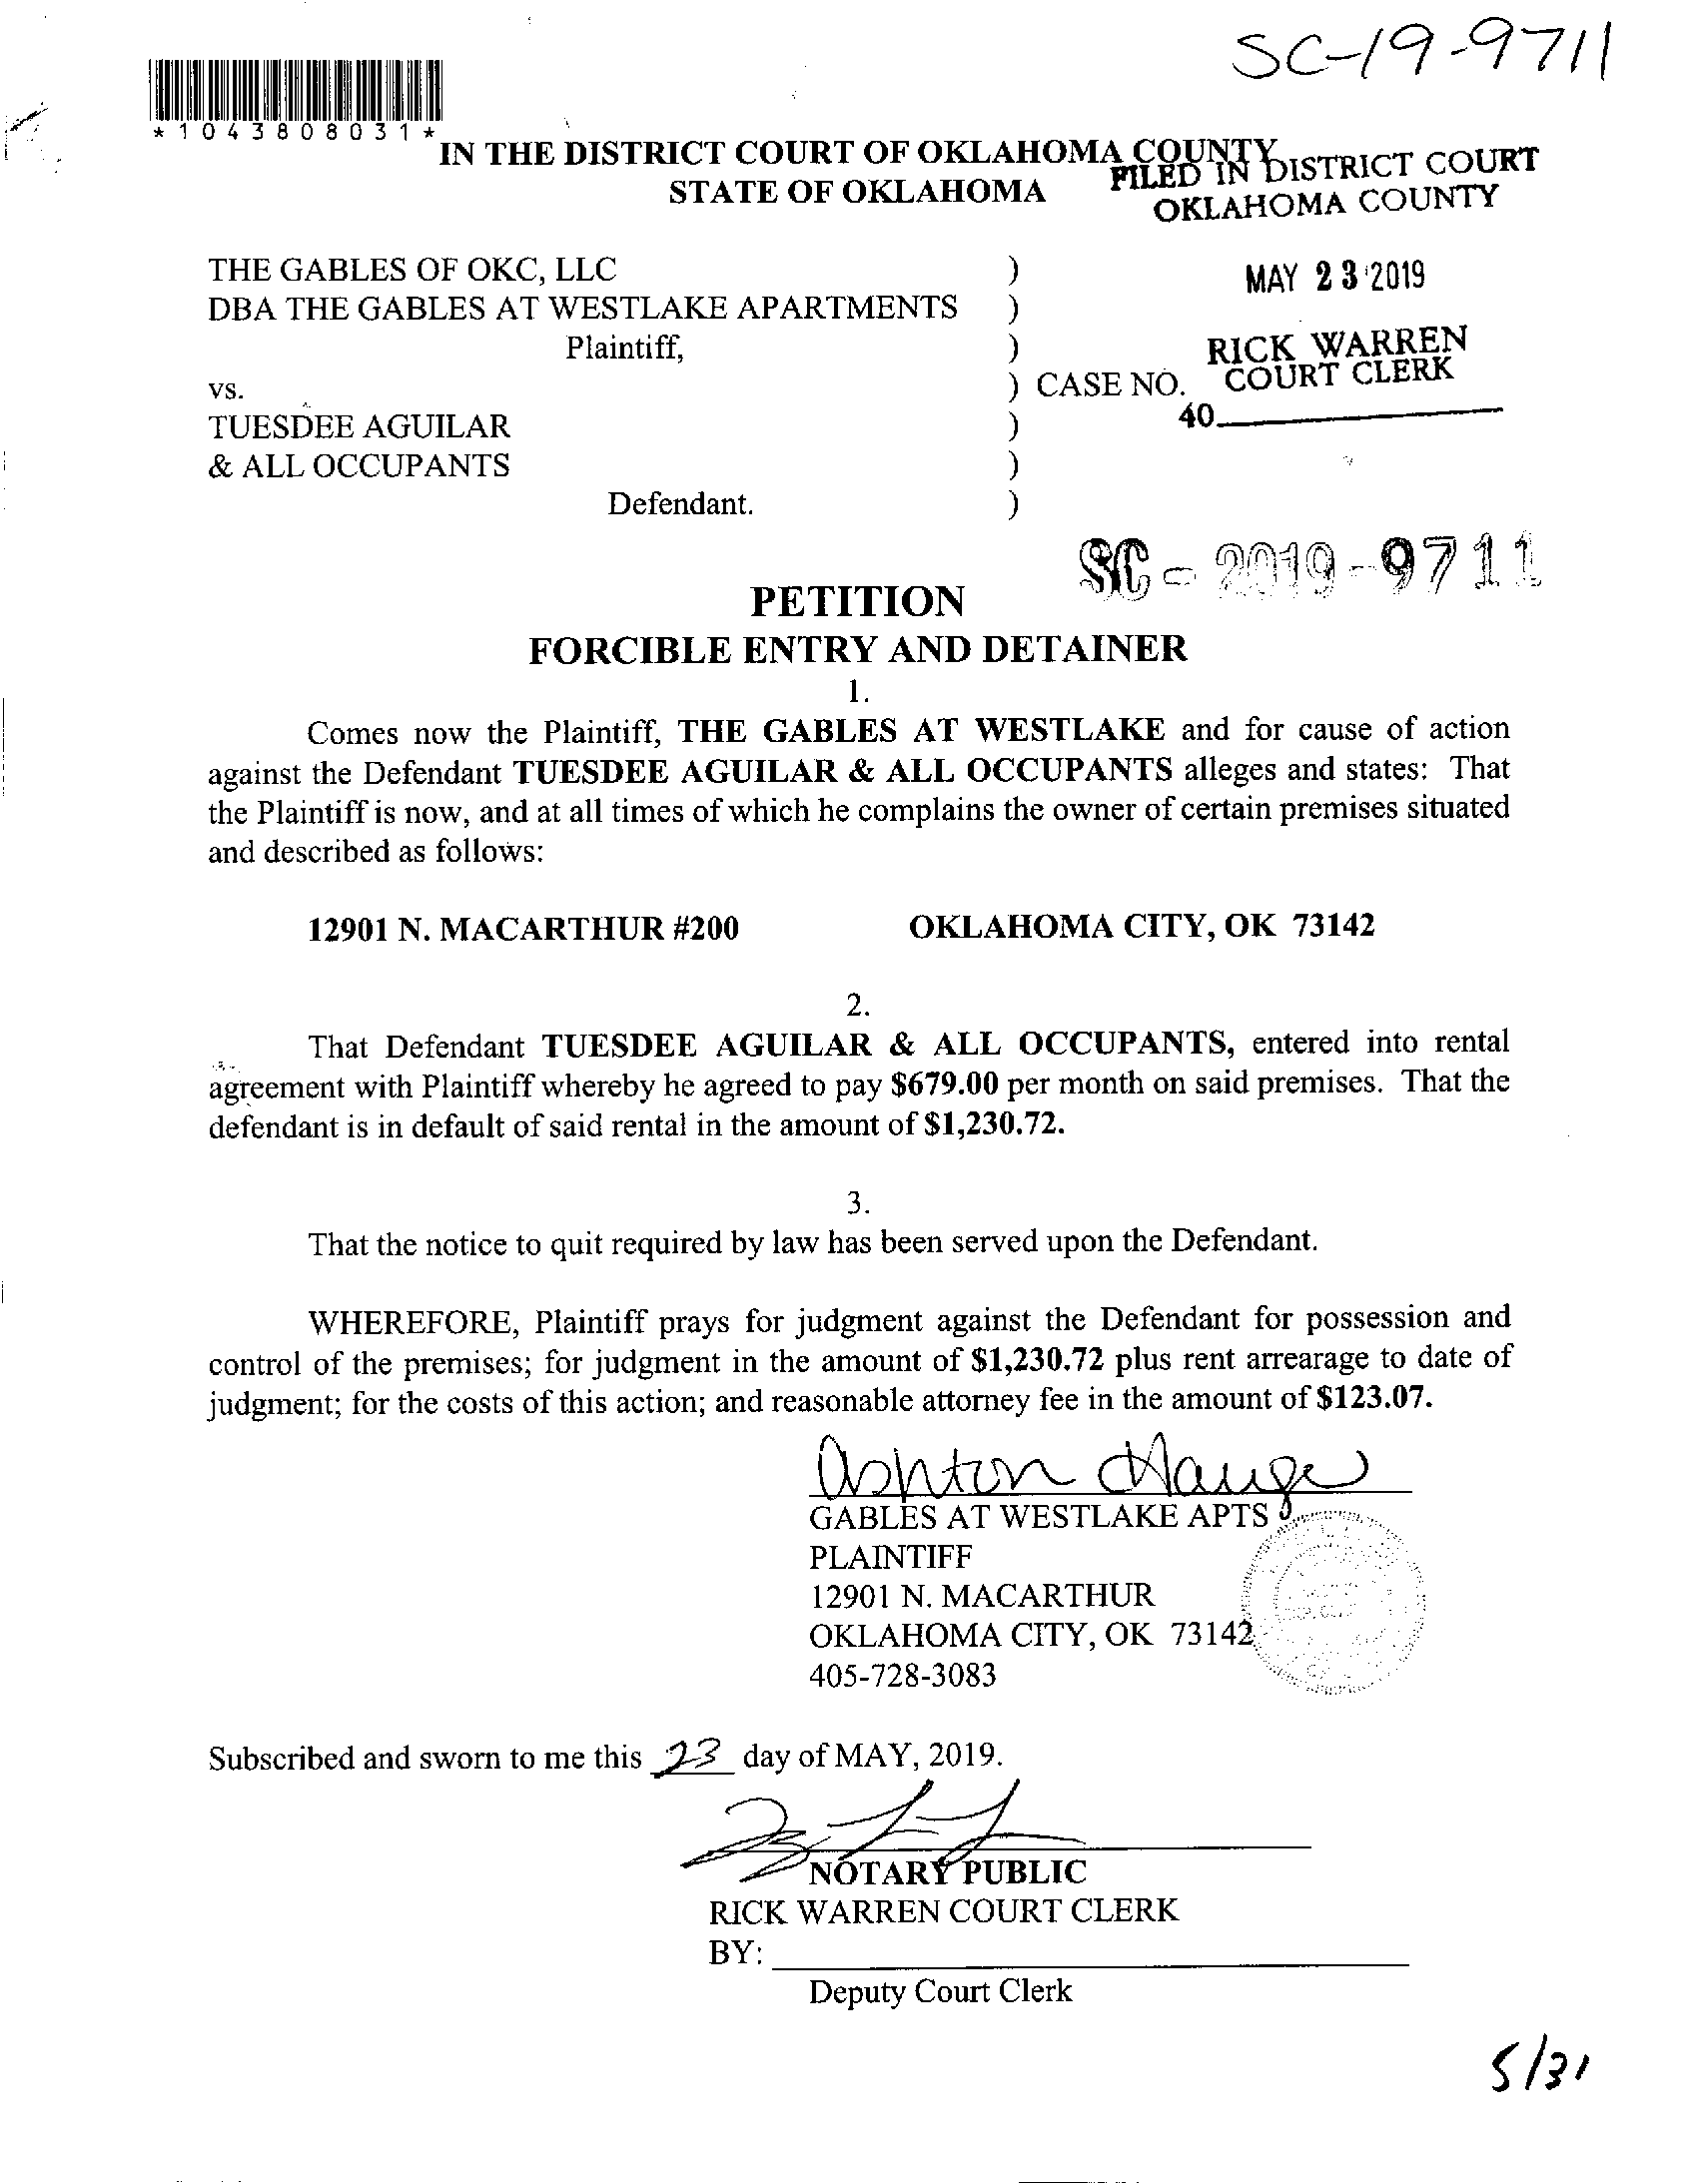 SC-19-9711
*1043808031*
IN THE DISTRICT COURT OF OKLAHOMA COUNTY
STATE OF OKLAHOMA
FILED IN DISTRICT COURT
OKLAHOMA COUNTY
MAY 23 2019
RICK WARREN
COURT CLERK
40
THE GABLES OF OKC, LLC )
DBA THE GABLES AT WESTLAKE APARTMENTS )
Plaintiff, )
vs. ) CASE NO.
TUESDEE AGUILAR )
& ALL OCCUPANTS )
Defendant. )
SC-2019-9711
PETITION
FORCIBLE ENTRY AND DETAINER
1.
Comes now the Plaintiff, THE GABLES AT WESTLAKE and for cause of action
against the Defendant TUESDEE AGUILAR & ALL OCCUPANTS alleges and states: That
the Plaintiff is now, and at all times of which he complains the owner of certain premises situated
and described as follows:
12901 N. MACARTHUR #200 OKLAHOMA CITY, OK 73142
2.
That Defendant TUESDEE AGUILAR & ALL OCCUPANTS, entered into rental
agreement with Plaintiff whereby he agreed to pay $679.00 per month on said premises. That the
defendant is in default of said rental in the amount of $1,230.72.
3.
That the notice to quit required by law has been served upon the Defendant.
WHEREFORE, Plaintiff prays for judgment against the Defendant for possession and
control of the premises; for judgment in the amount of $1,230.72 plus rent arrearage to date of
judgment; for the costs of this action; and reasonable attorney fee in the amount of $123.07.
Ashton
GABLES AT WESTLAKE APTS
PLAINTIFF
12901 N. MACARTHUR
OKLAHOMA CITY, OK 73142
405-728-3083
Subscribed and sworn to me this 23 day of MAY, 2019.
NOTARY PUBLIC
RICK WARREN COURT CLERK
BY:
Deputy Court Clerk
5/31